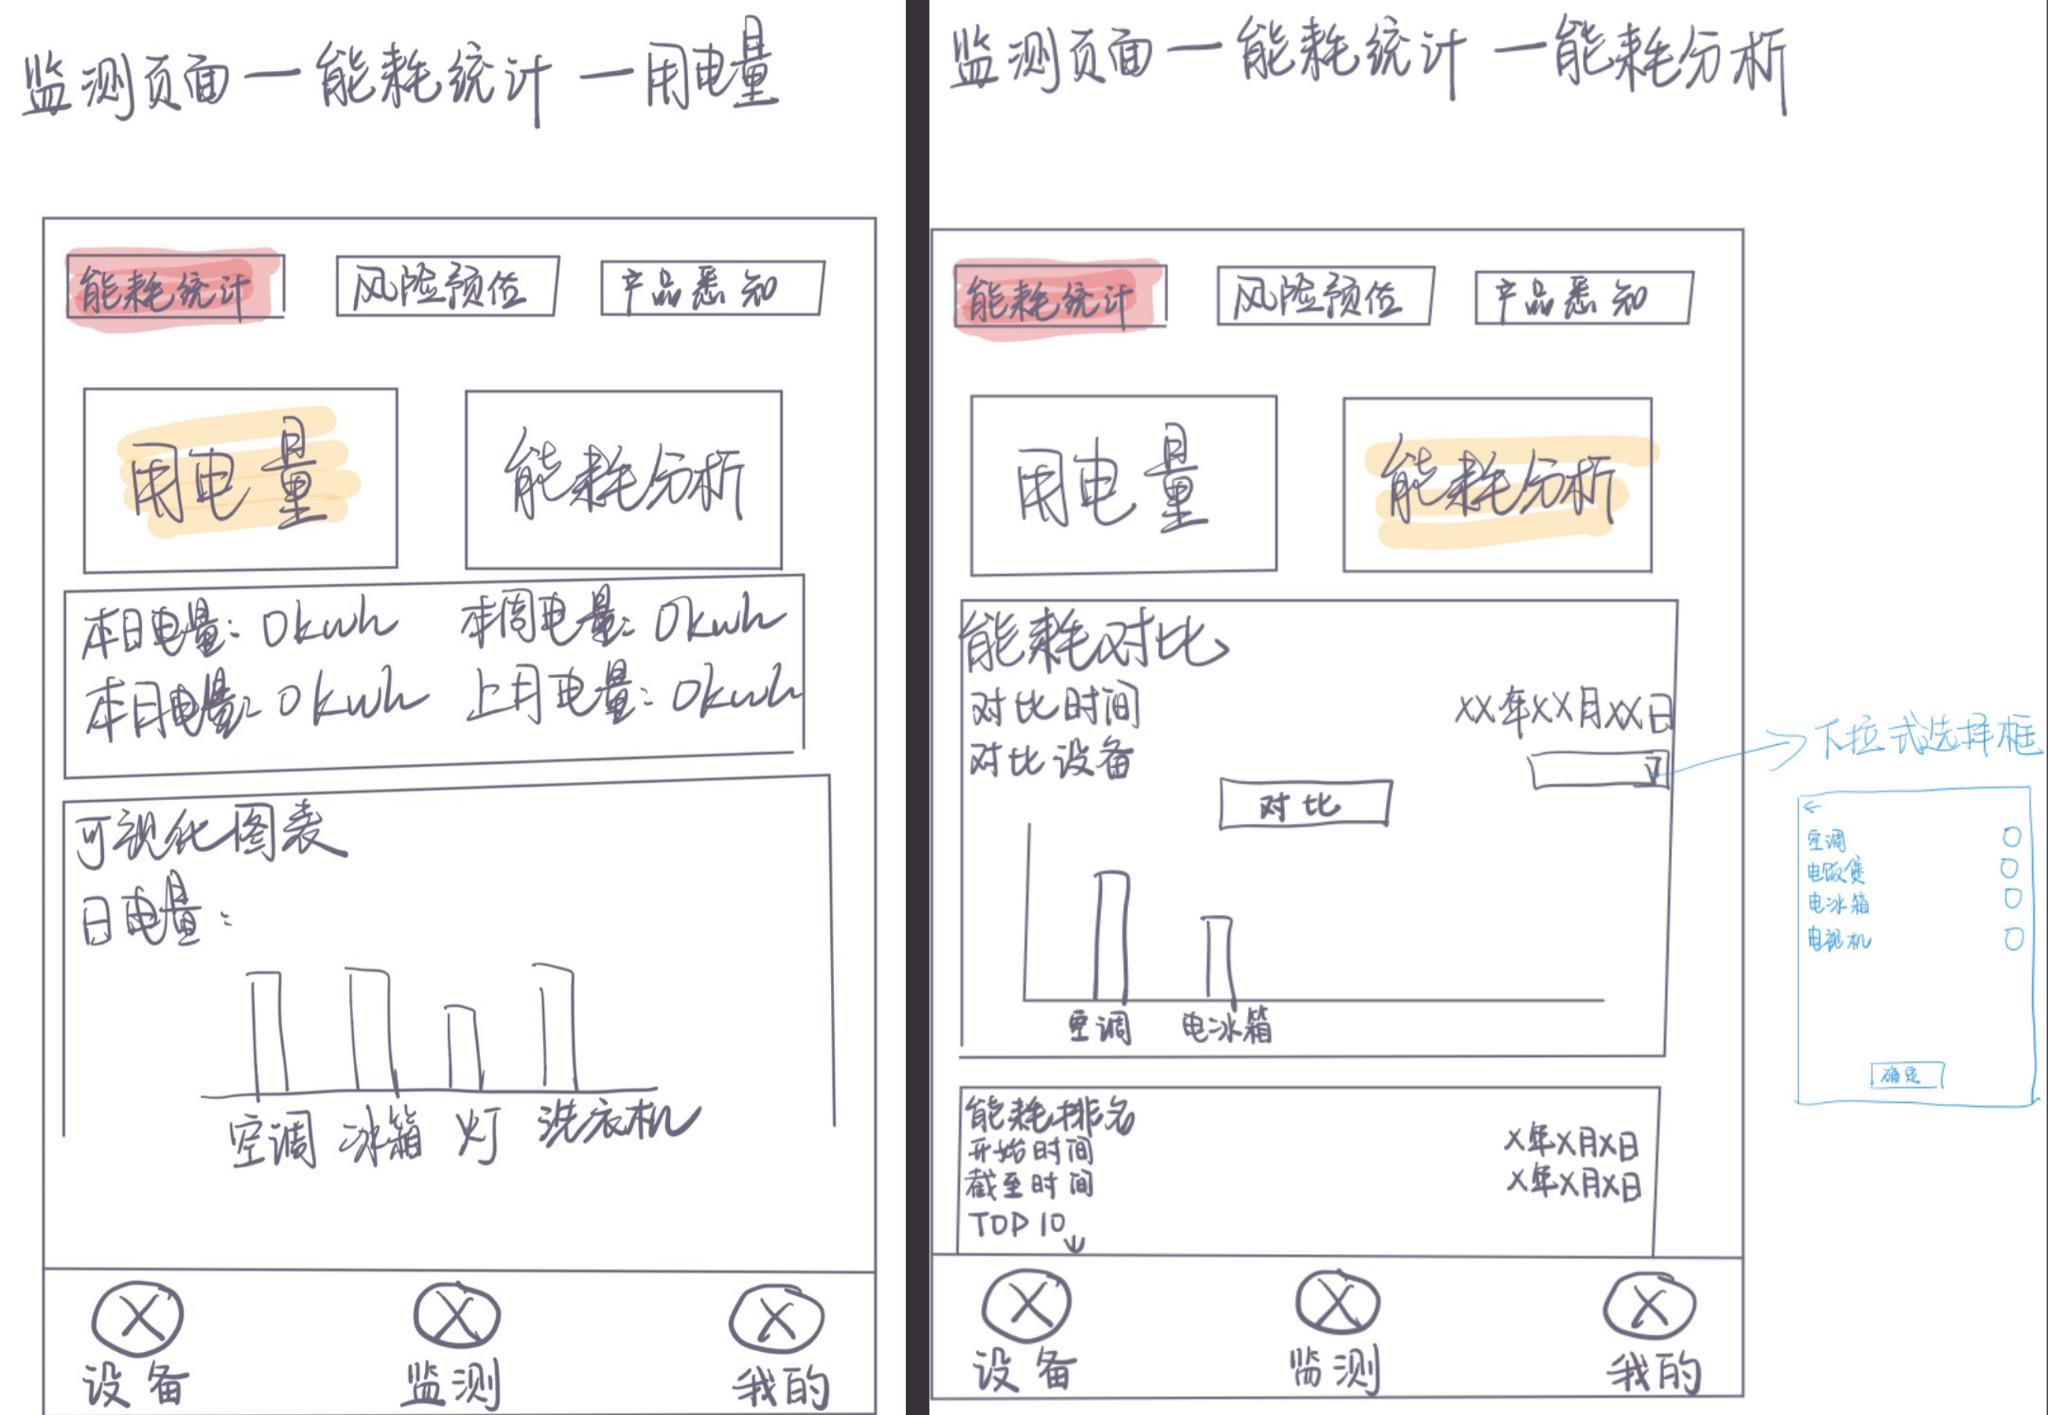 监测页面一能耗统计一用电量
能耗统计 风险预位 产品悉知
用电量 能耗分析
本日电量：0kwh 本周电量：0kwh
本月电量：0kwh 上月电量：0kwh
可视化图表
日电量：
空调 冰箱 灯 洗衣机
设备 监测 我的
监测页面一能耗统计一能耗分析
能耗统计 风险预位 产品悉知
用电量 能耗分析
能耗对比
对比时间 XX年XX月XX日
对比设备
对比
空调 电冰箱
能耗排名
开始时间 X年X月X日
截至时间 X年X月X日
TOP 10
设备 监测 我的
下拉式选择框
空调
电饭煲
电冰箱
电视机
确定